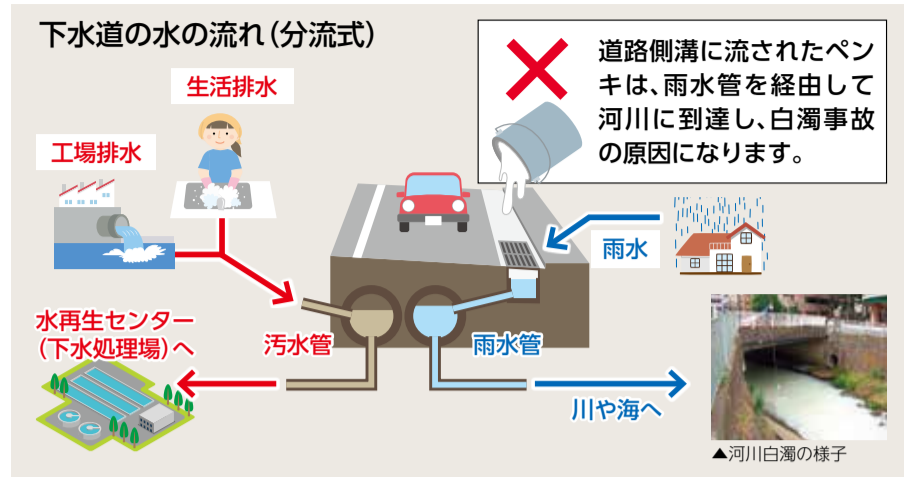 下水道の水の流れ(分流式)
道路側溝に流されたペン
キは、雨水管を経由して
河川に到達し、白濁事故
の原因になります。
生活排水
工場排水
雨水
水再生センター
(下水処理場)へ
汚水管
雨水管
川や海へ
▲河川白濁の様子